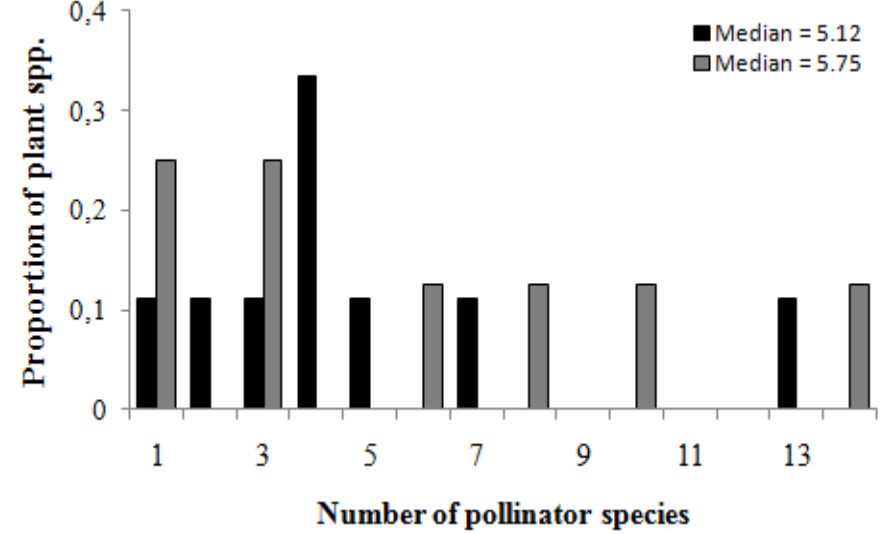 0,4
Median = 5.12
Median = 5.75
0,3
0,2
0,1
0
Proportion of plant spp.
1 3 5 7 9 11 13
Number of pollinator species